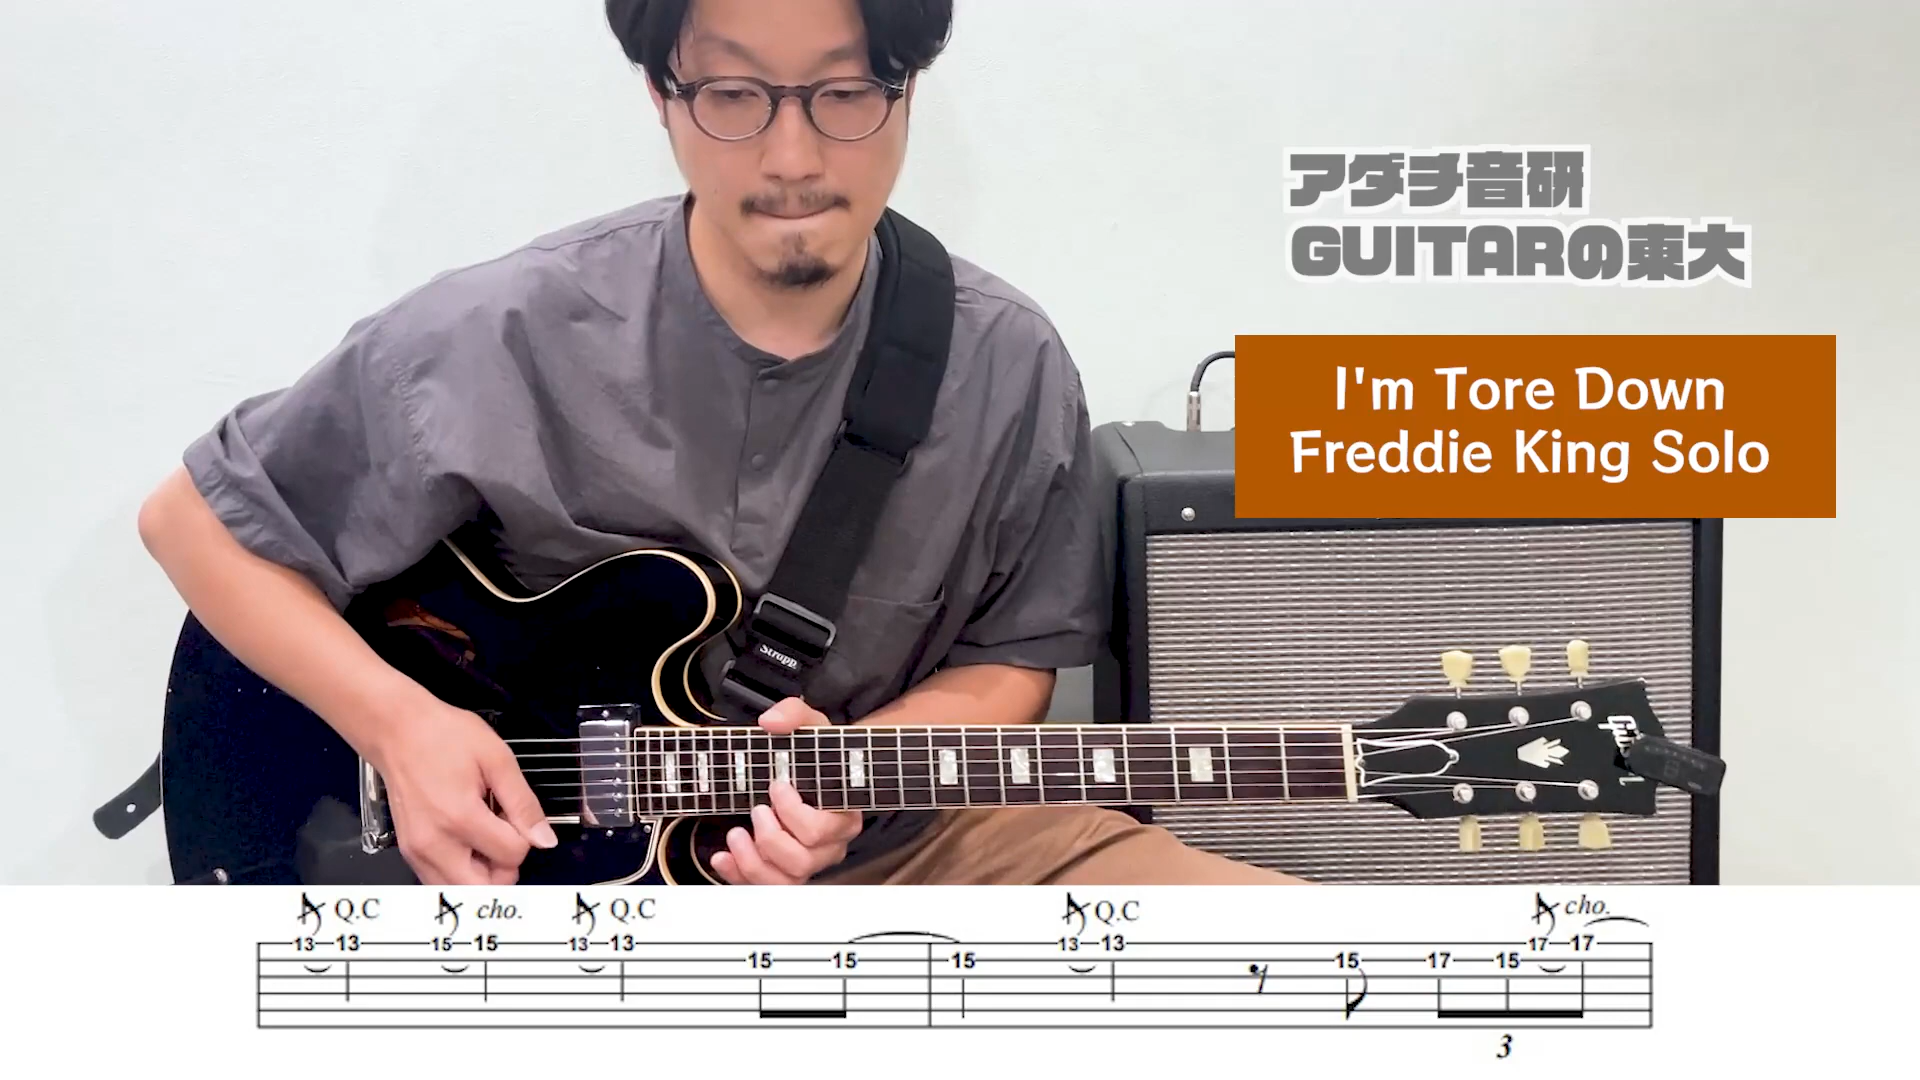 アダチ音研
GUITARの東大
I'm Tore Down
Freddie King Solo
Strapp
Q.C cho. Q.C Q.C cho.
13 13 15 15 13 13 13 13 17 17
15 15 15 15 17 15
3